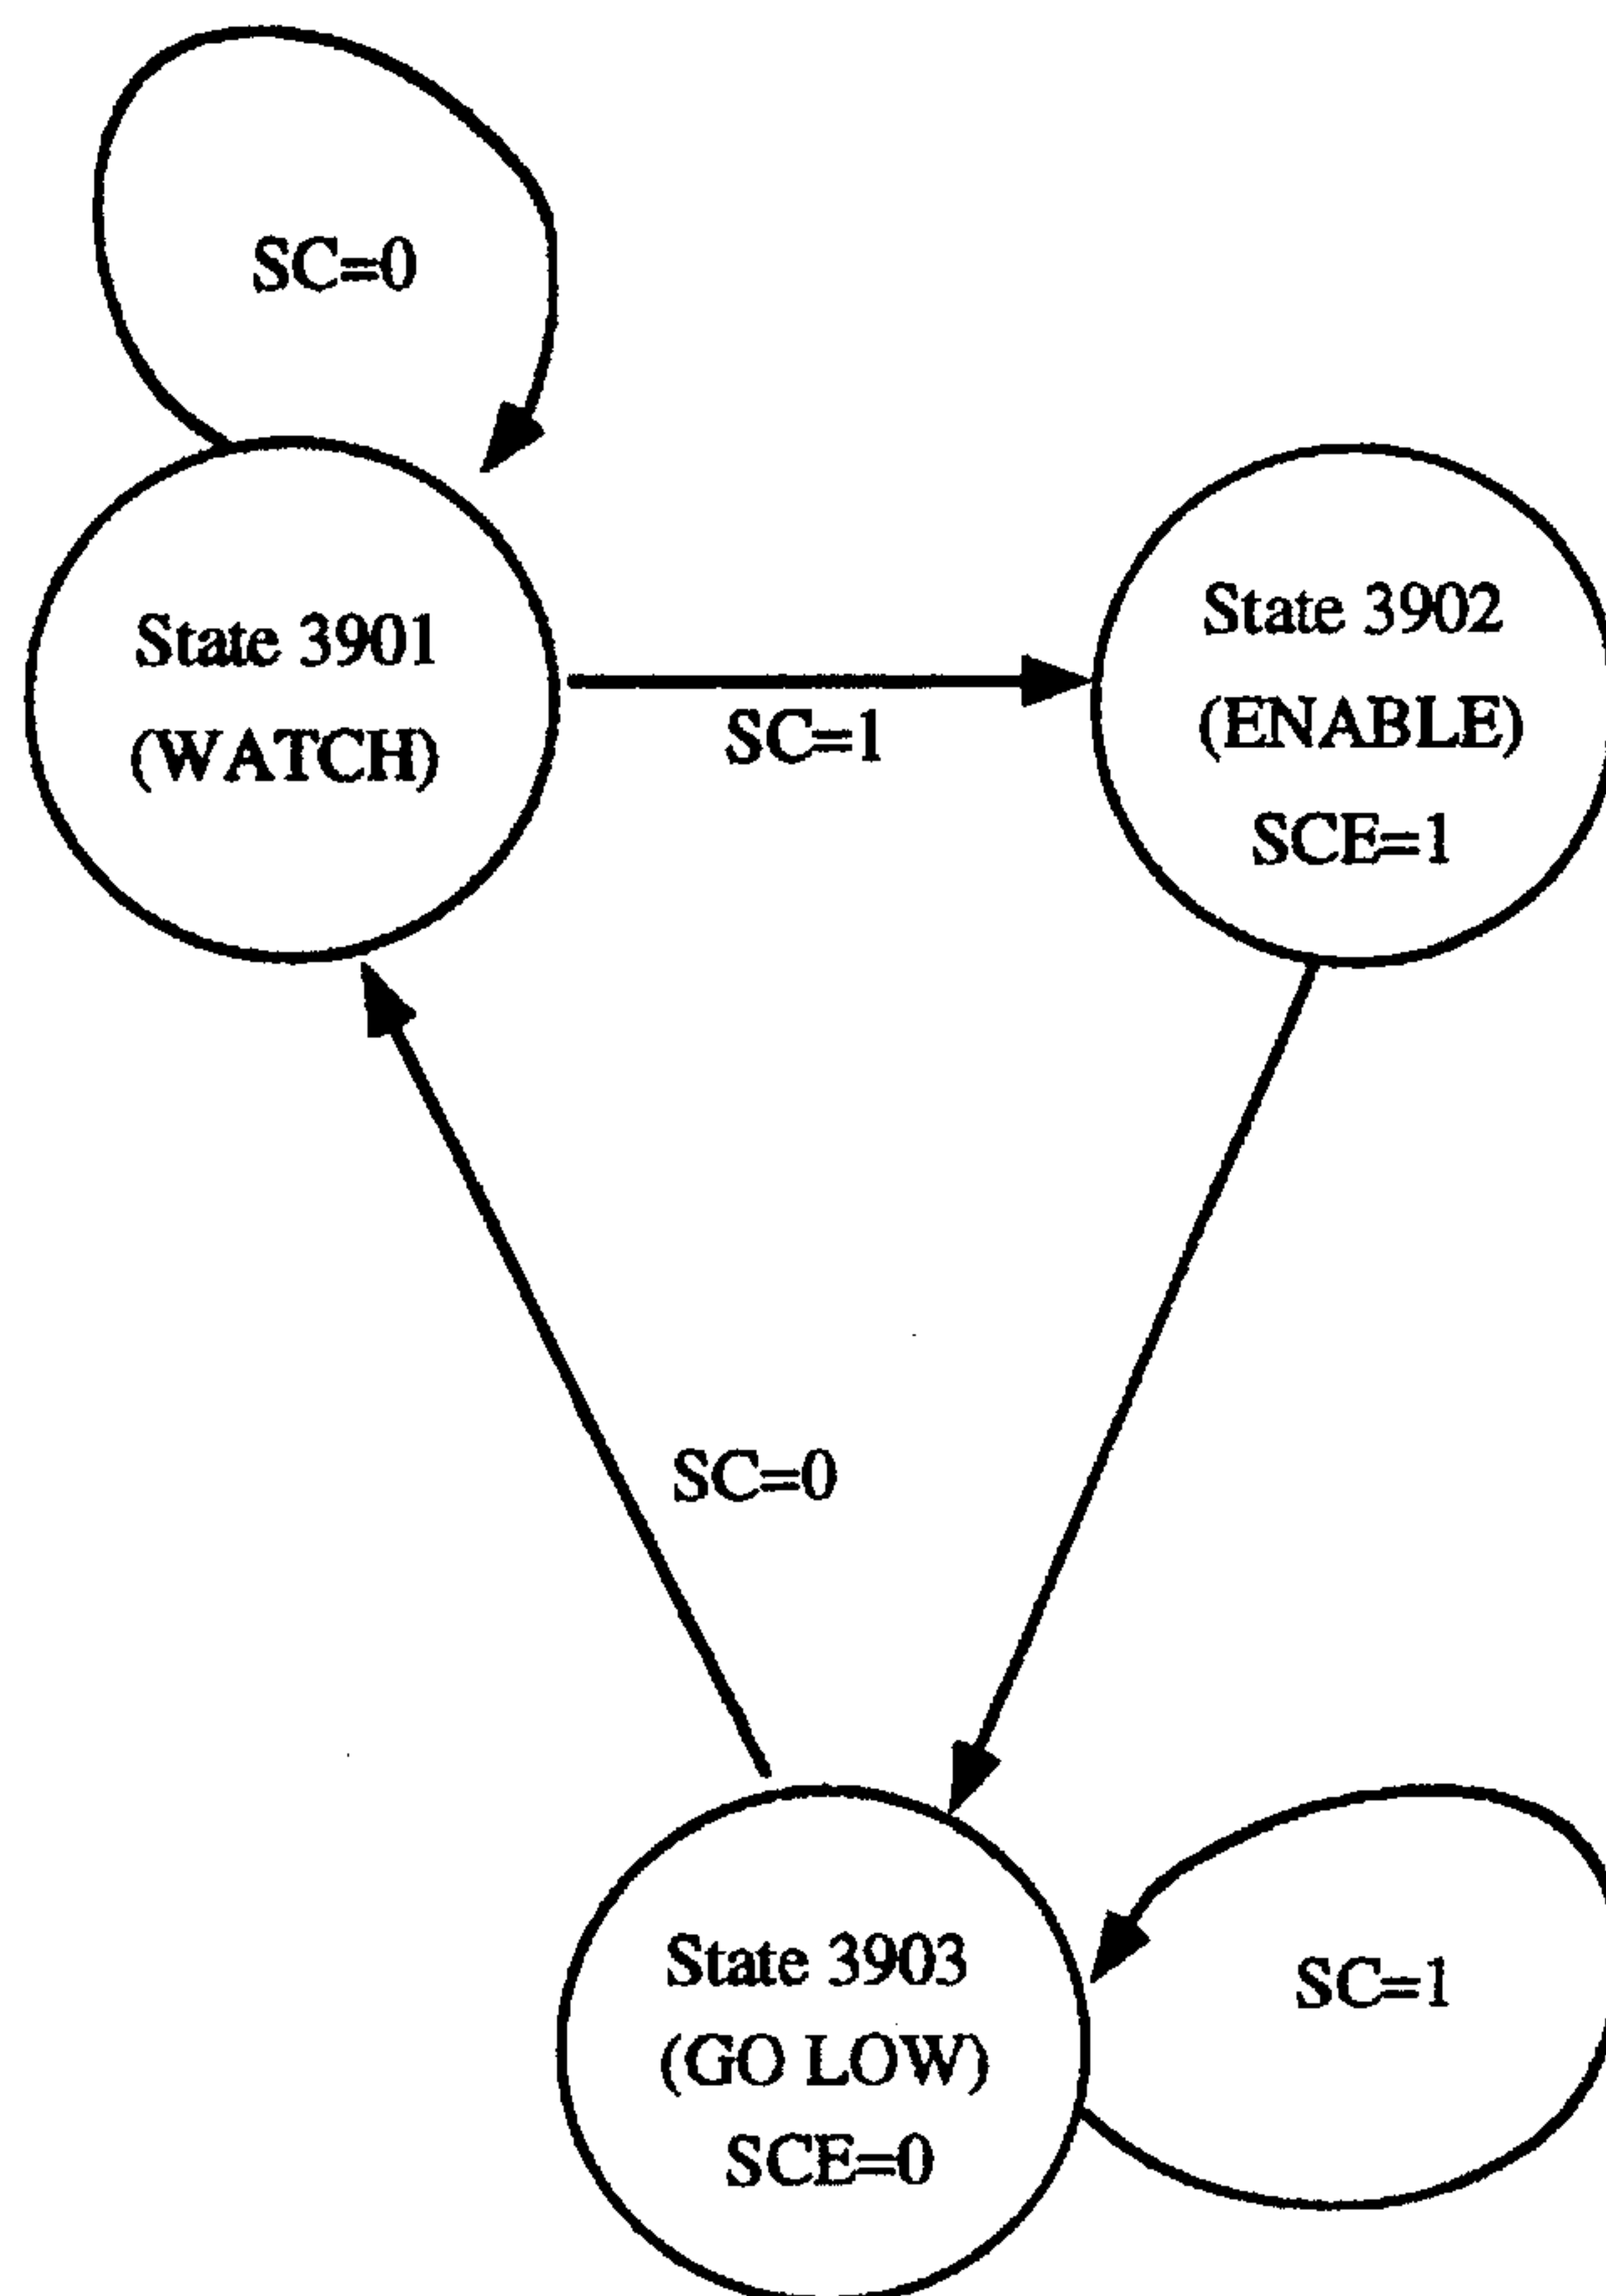 SC=0
State 3901
(WATCH)
SC=1
State 3902
(ENABLE)
SCE=1
SC=0
State 3903
(GO LOW)
SCE=0
SC=1